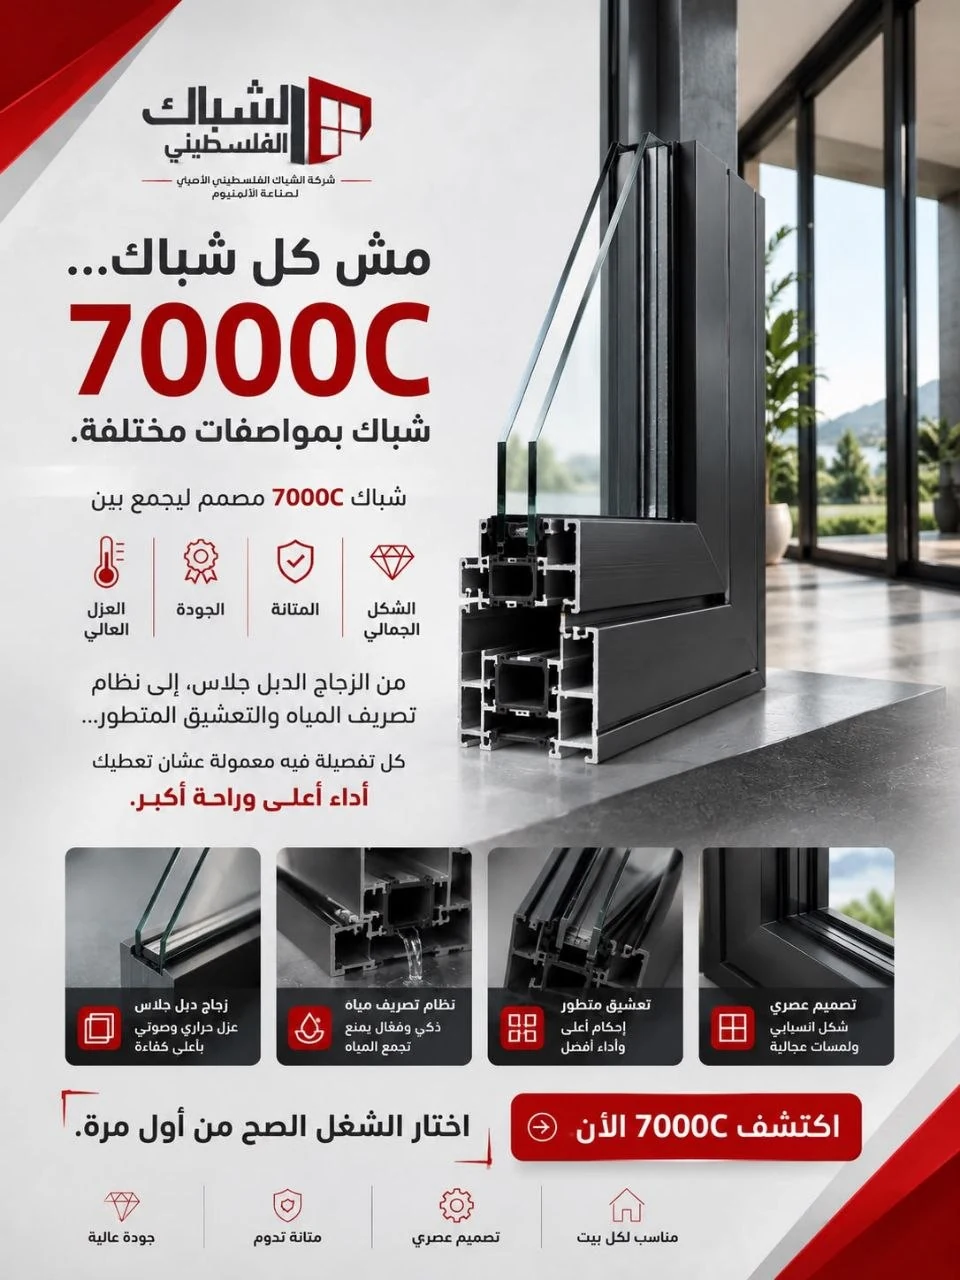 الشباك
الفلسطيني
شركة الشباك الفلسطيني الأصيلي
لصناعة الألمنيوم
مش كل شباك...
7000C
شباك بمواصفات مختلفة.
شباك 7000C مصمم ليجمع بين
الشكل
الجمالي
المتانة
الجودة
العزل
العالي
من الزجاج الدبل جلاس، إلى نظام
تصريف المياه والتعشيق المتطور...
كل تفصيلة فيه معمولة عشان تعطيك
أداء أعلى وراحة أكبر.
تصميم عصري
شكل انسيابي
ولمسات عجالية
تعشيق متطور
إحكام أعلى
وأداء أفضل
نظام تصريف مياه
ذكي وفغال يمنع
تجمع المياه
زجاج دبل جلاس
عزل حراري وصوتي
بأعلى كفاءة
اكتشف 7000C الأن
اختار الشغل الصح من أول مرة.
مناسب لكل بيت
تصميم عصري
متانة تدوم
جودة عالية